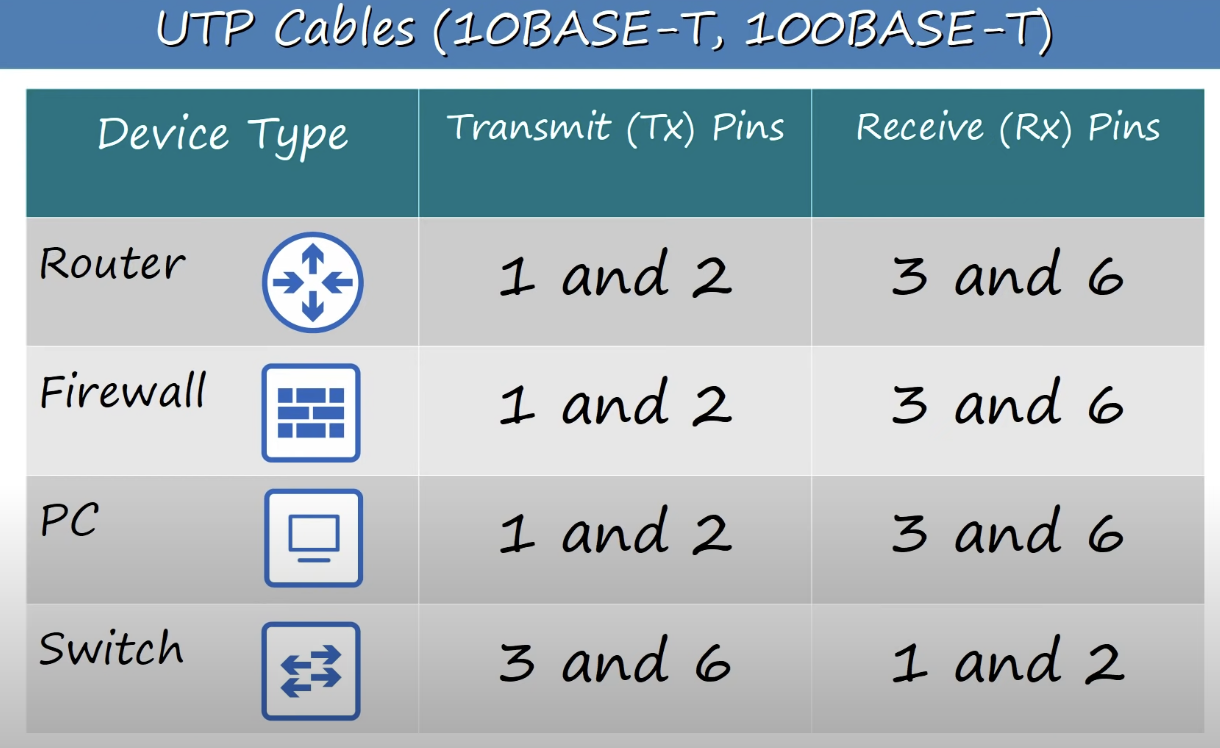 UTP Cables (10BASE-T, 100BASE-T)
Device Type Transmit (Tx) Pins Receive (Rx) Pins
Router 1 and 2 3 and 6
Firewall 1 and 2 3 and 6
PC 1 and 2 3 and 6
Switch 3 and 6 1 and 2